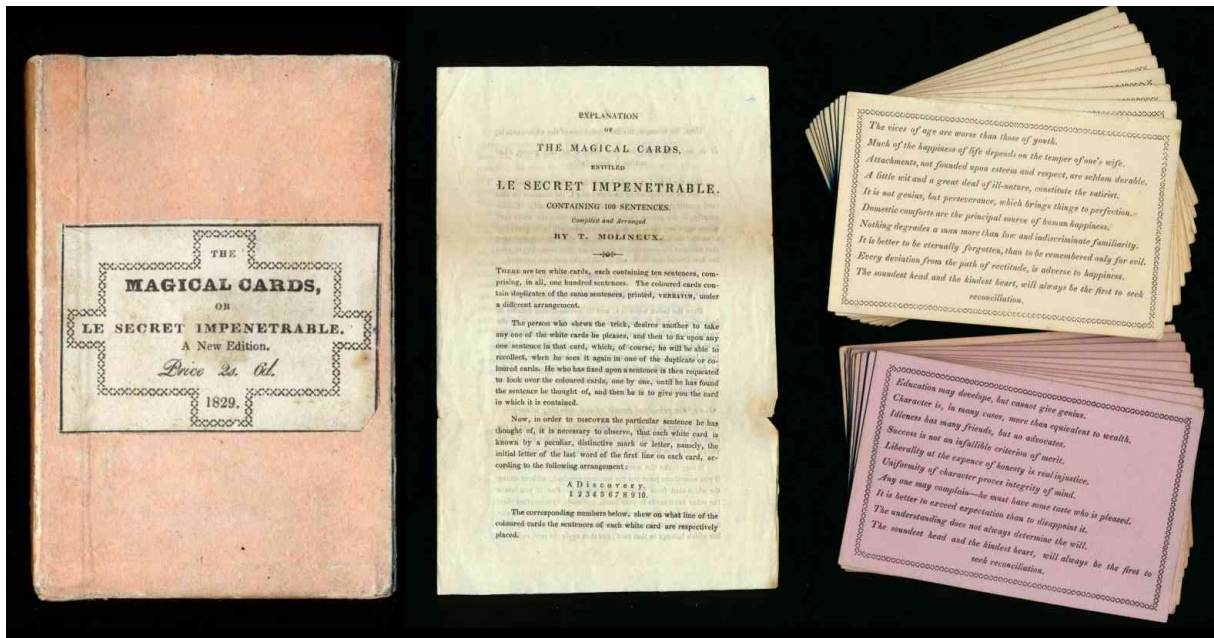 THE
MAGICAL CARDS,
OR
LE SECRET IMPENETRABLE.
A New Edition.
Price 2s. 6d.
1829.
EXPLANATION
OF
THE MAGICAL CARDS,
ENTITLED
LE SECRET IMPENETRABLE.
CONTAINING 100 SENTENCES.
Compiled and Arranged
BY T. MOLINEUX.
THERE are ten white cards, each containing ten sentences, com-
prising, in all, one hundred sentences. The coloured cards con-
tain duplicates of the same sentences, printed, VERBATIM, under
a different arrangement.
The person who shews the trick, desires another to take
any one of the white cards he pleases, and then to fix upon any
one sentence in that card, which, of course, he will be able to
recollect, when he sees it again in one of the duplicate or co-
loured cards. He who has fixed upon a sentence is then requested
to look over the coloured cards, one by one, until he has found
the sentence he thought of, and then he is to give you the card
in which it is contained.
Now, in order to DISCOVER the particular sentence he has
thought of, it is necessary to observe, that each white card is
known by a peculiar, distinctive mark or letter, namely, the
initial letter of the last word of the first line on each card, ac-
cording to the following arrangement:
A D i s c o v e r y.
1 2 3 4 5 6 7 8 9 10.
The corresponding numbers below, shew on what line of the
coloured cards the sentences of each white card are respectively
placed.
The vices of age are worse than those of youth.
Much of the happiness of life depends on the temper of one's wife.
Attachments, not founded upon esteem and respect, are seldom durable.
A little wit and a great deal of ill-nature, constitute the satirist.
It is not genius, but perseverance, which brings things to perfection.
Domestic comforts are the principal source of human happiness.
Nothing degrades a man more than low and indiscriminate familiarity.
It is better to be eternally forgotten, than to be remembered only for evil.
Every deviation from the path of rectitude, is adverse to happiness.
The soundest head and the kindest heart, will always be the first to seek
reconciliation.
Education may develope, but cannot give genius.
Character is, in many cases, more than equivalent to wealth.
Idleness has many friends, but no advocates.
Success is not an infallible criterion of merit.
Liberality at the expence of honesty is real injustice.
Uniformity of character proves integrity of mind.
Any one may complain—he must have some taste who is pleased.
It is better to exceed expectation than to disappoint it.
The understanding does not always determine the will.
The soundest head and the kindest heart, will always be the first to
seek reconciliation.